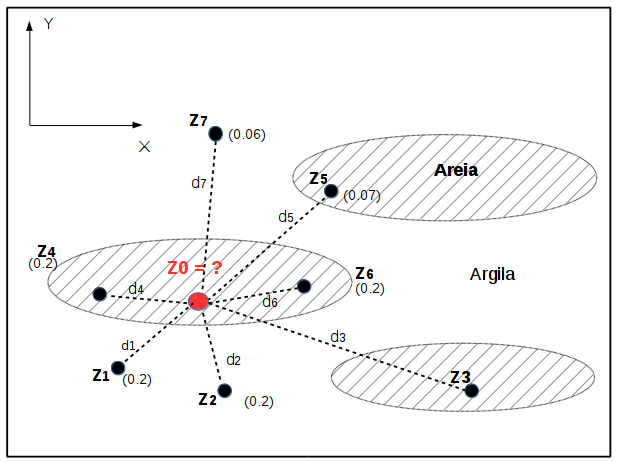 Y
X
Z7
(0.06)
d7
Z5
(0.07)
Areia
d5
Z4
(0.2)
Z0 = ?
d4
d6
Z6
(0.2)
Argila
d1
d2
d3
Z1
(0.2)
Z2
(0.2)
Z3